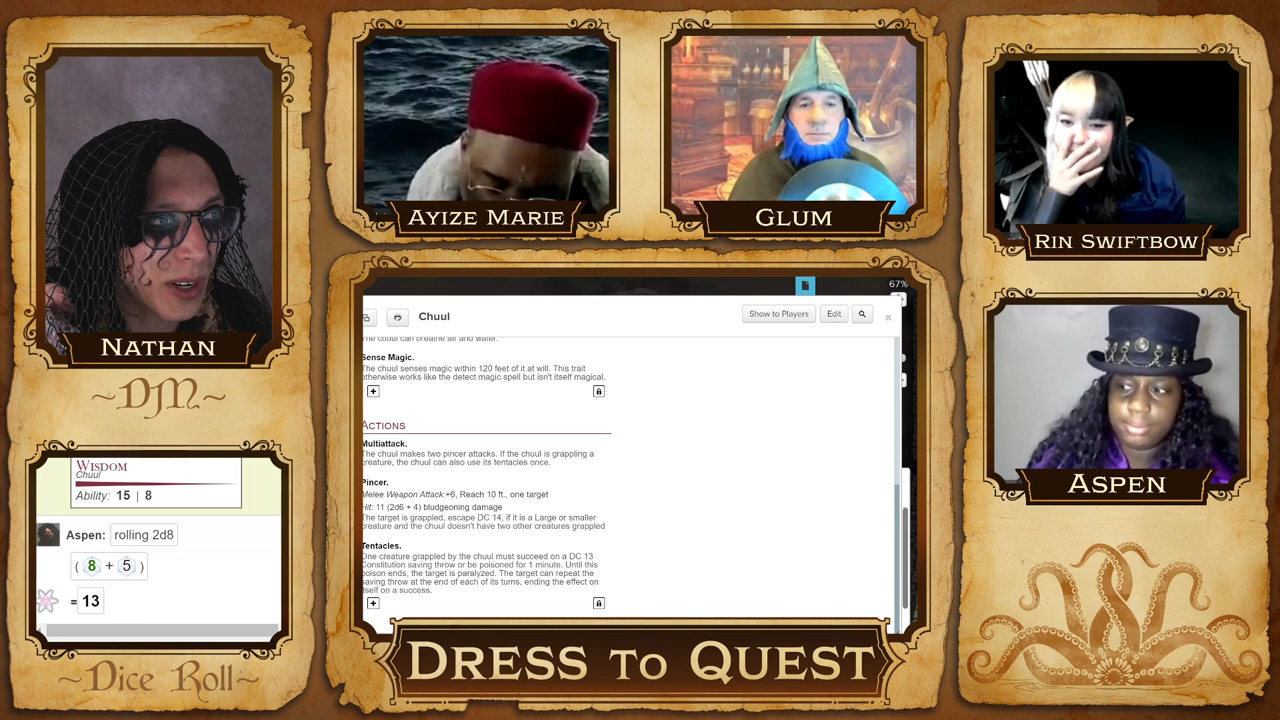 NATHAN
~DM~
WISDOM
Chuul
Ability: 15 | 8
Aspen: rolling 2d8
( 8 + 5 )
=13
~Dice Roll~
AYIZE MARIE
GLUM
67%
Chuul
Show to Players
Edit
The chuul can breathe air and water.
Sense Magic.
The chuul senses magic within 120 feet of it at will. This trait
otherwise works like the detect magic spell but isn't itself magical.
ACTIONS
Multiattack.
The chuul makes two pincer attacks. If the chuul is grappling a
creature, the chuul can also use its tentacles once.
Pincer.
Melee Weapon Attack:+6, Reach 10 ft., one target
Hit: 11 (2d6 + 4) bludgeoning damage
The target is grappled, escape DC 14, if it is a Large or smaller
creature and the chuul doesn't have two other creatures grappled
Tentacles.
One creature grappled by the chuul must succeed on a DC 13
Constitution saving throw or be poisoned for 1 minute. Until this
poison ends, the target is paralyzed. The target can repeat the
saving throw at the end of each of its turns, ending the effect on
itself on a success.
DRESS TO QUEST
RIN SWIFTBOW
ASPEN